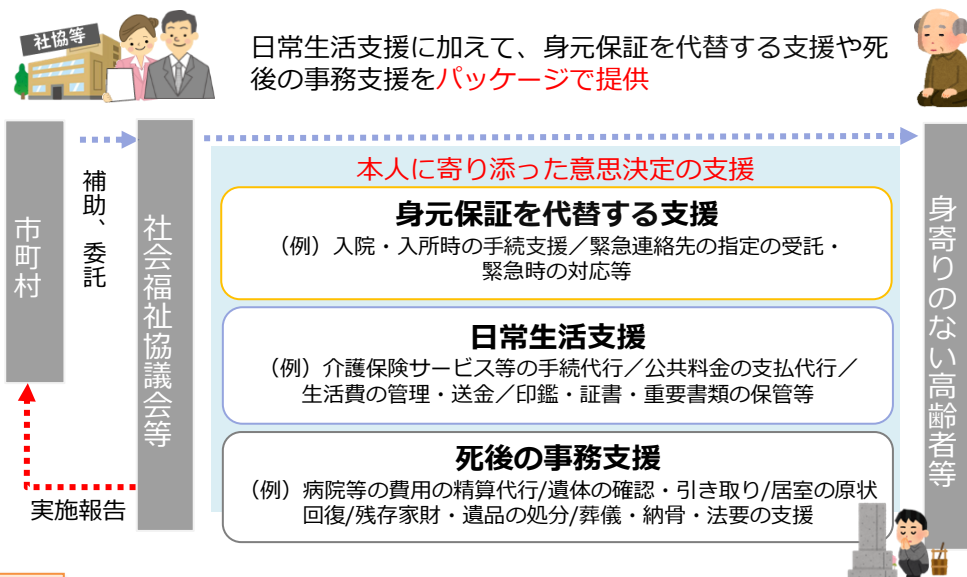 社協等
日常生活支援に加えて、身元保証を代替する支援や死
後の事務支援をパッケージで提供
市町村
補助、委託
社会福祉協議会等
実施報告
本人に寄り添った意思決定の支援
身元保証を代替する支援
（例）入院・入所時の手続支援／緊急連絡先の指定の受託・
緊急時の対応等
日常生活支援
（例）介護保険サービス等の手続代行／公共料金の支払代行／
生活費の管理・送金／印鑑・証書・重要書類の保管等
死後の事務支援
（例）病院等の費用の精算代行/遺体の確認・引き取り/居室の原状
回復/残存家財・遺品の処分/葬儀・納骨・法要の支援
身寄りのない高齢者等